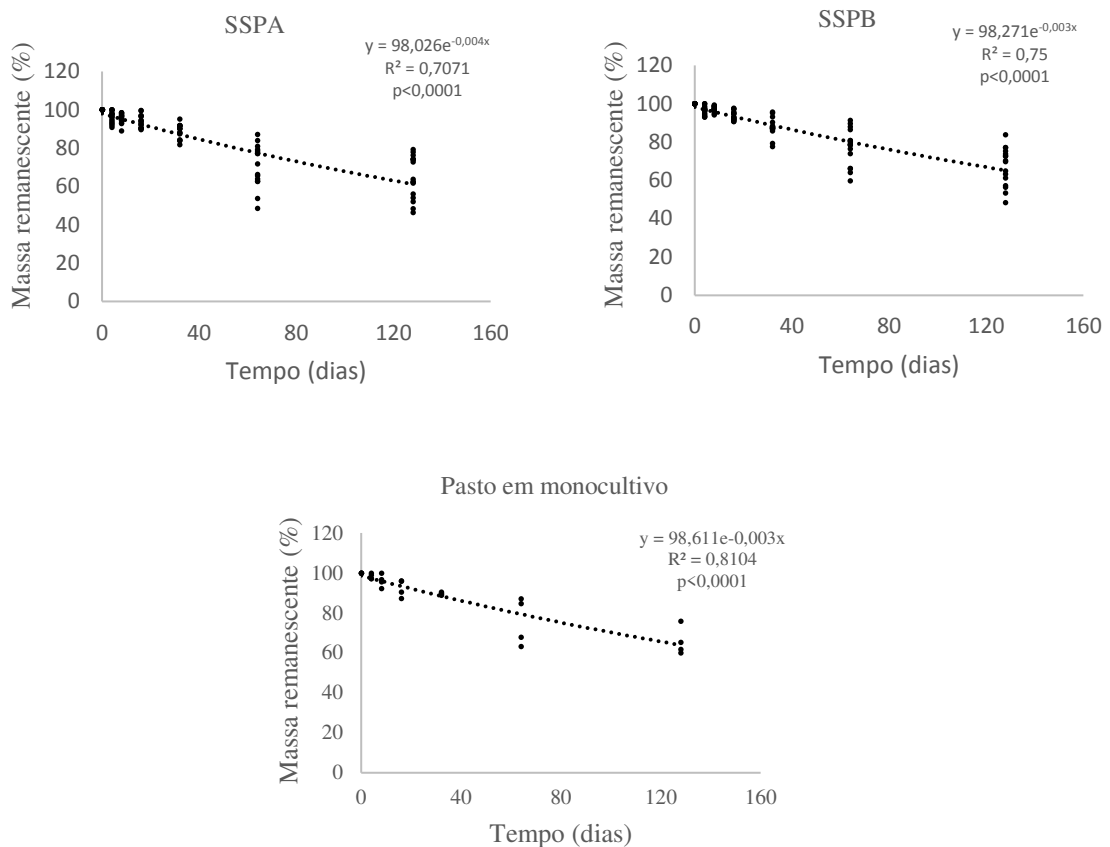 SSPA
y = 98,026e-0,004x
R² = 0,7071
p<0,0001
Massa remanescente (%)
120
100
80
60
40
20
0
0 40 80 120 160
Tempo (dias)
SSPB
y = 98,271e-0,003x
R² = 0,75
p<0,0001
Massa remanescente (%)
120
100
80
60
40
20
0
0 40 80 120 160
Tempo (dias)
Pasto em monocultivo
y = 98,611e-0,003x
R² = 0,8104
p<0,0001
Massa remanescente (%)
120
100
80
60
40
20
0
0 40 80 120 160
Tempo (dias)